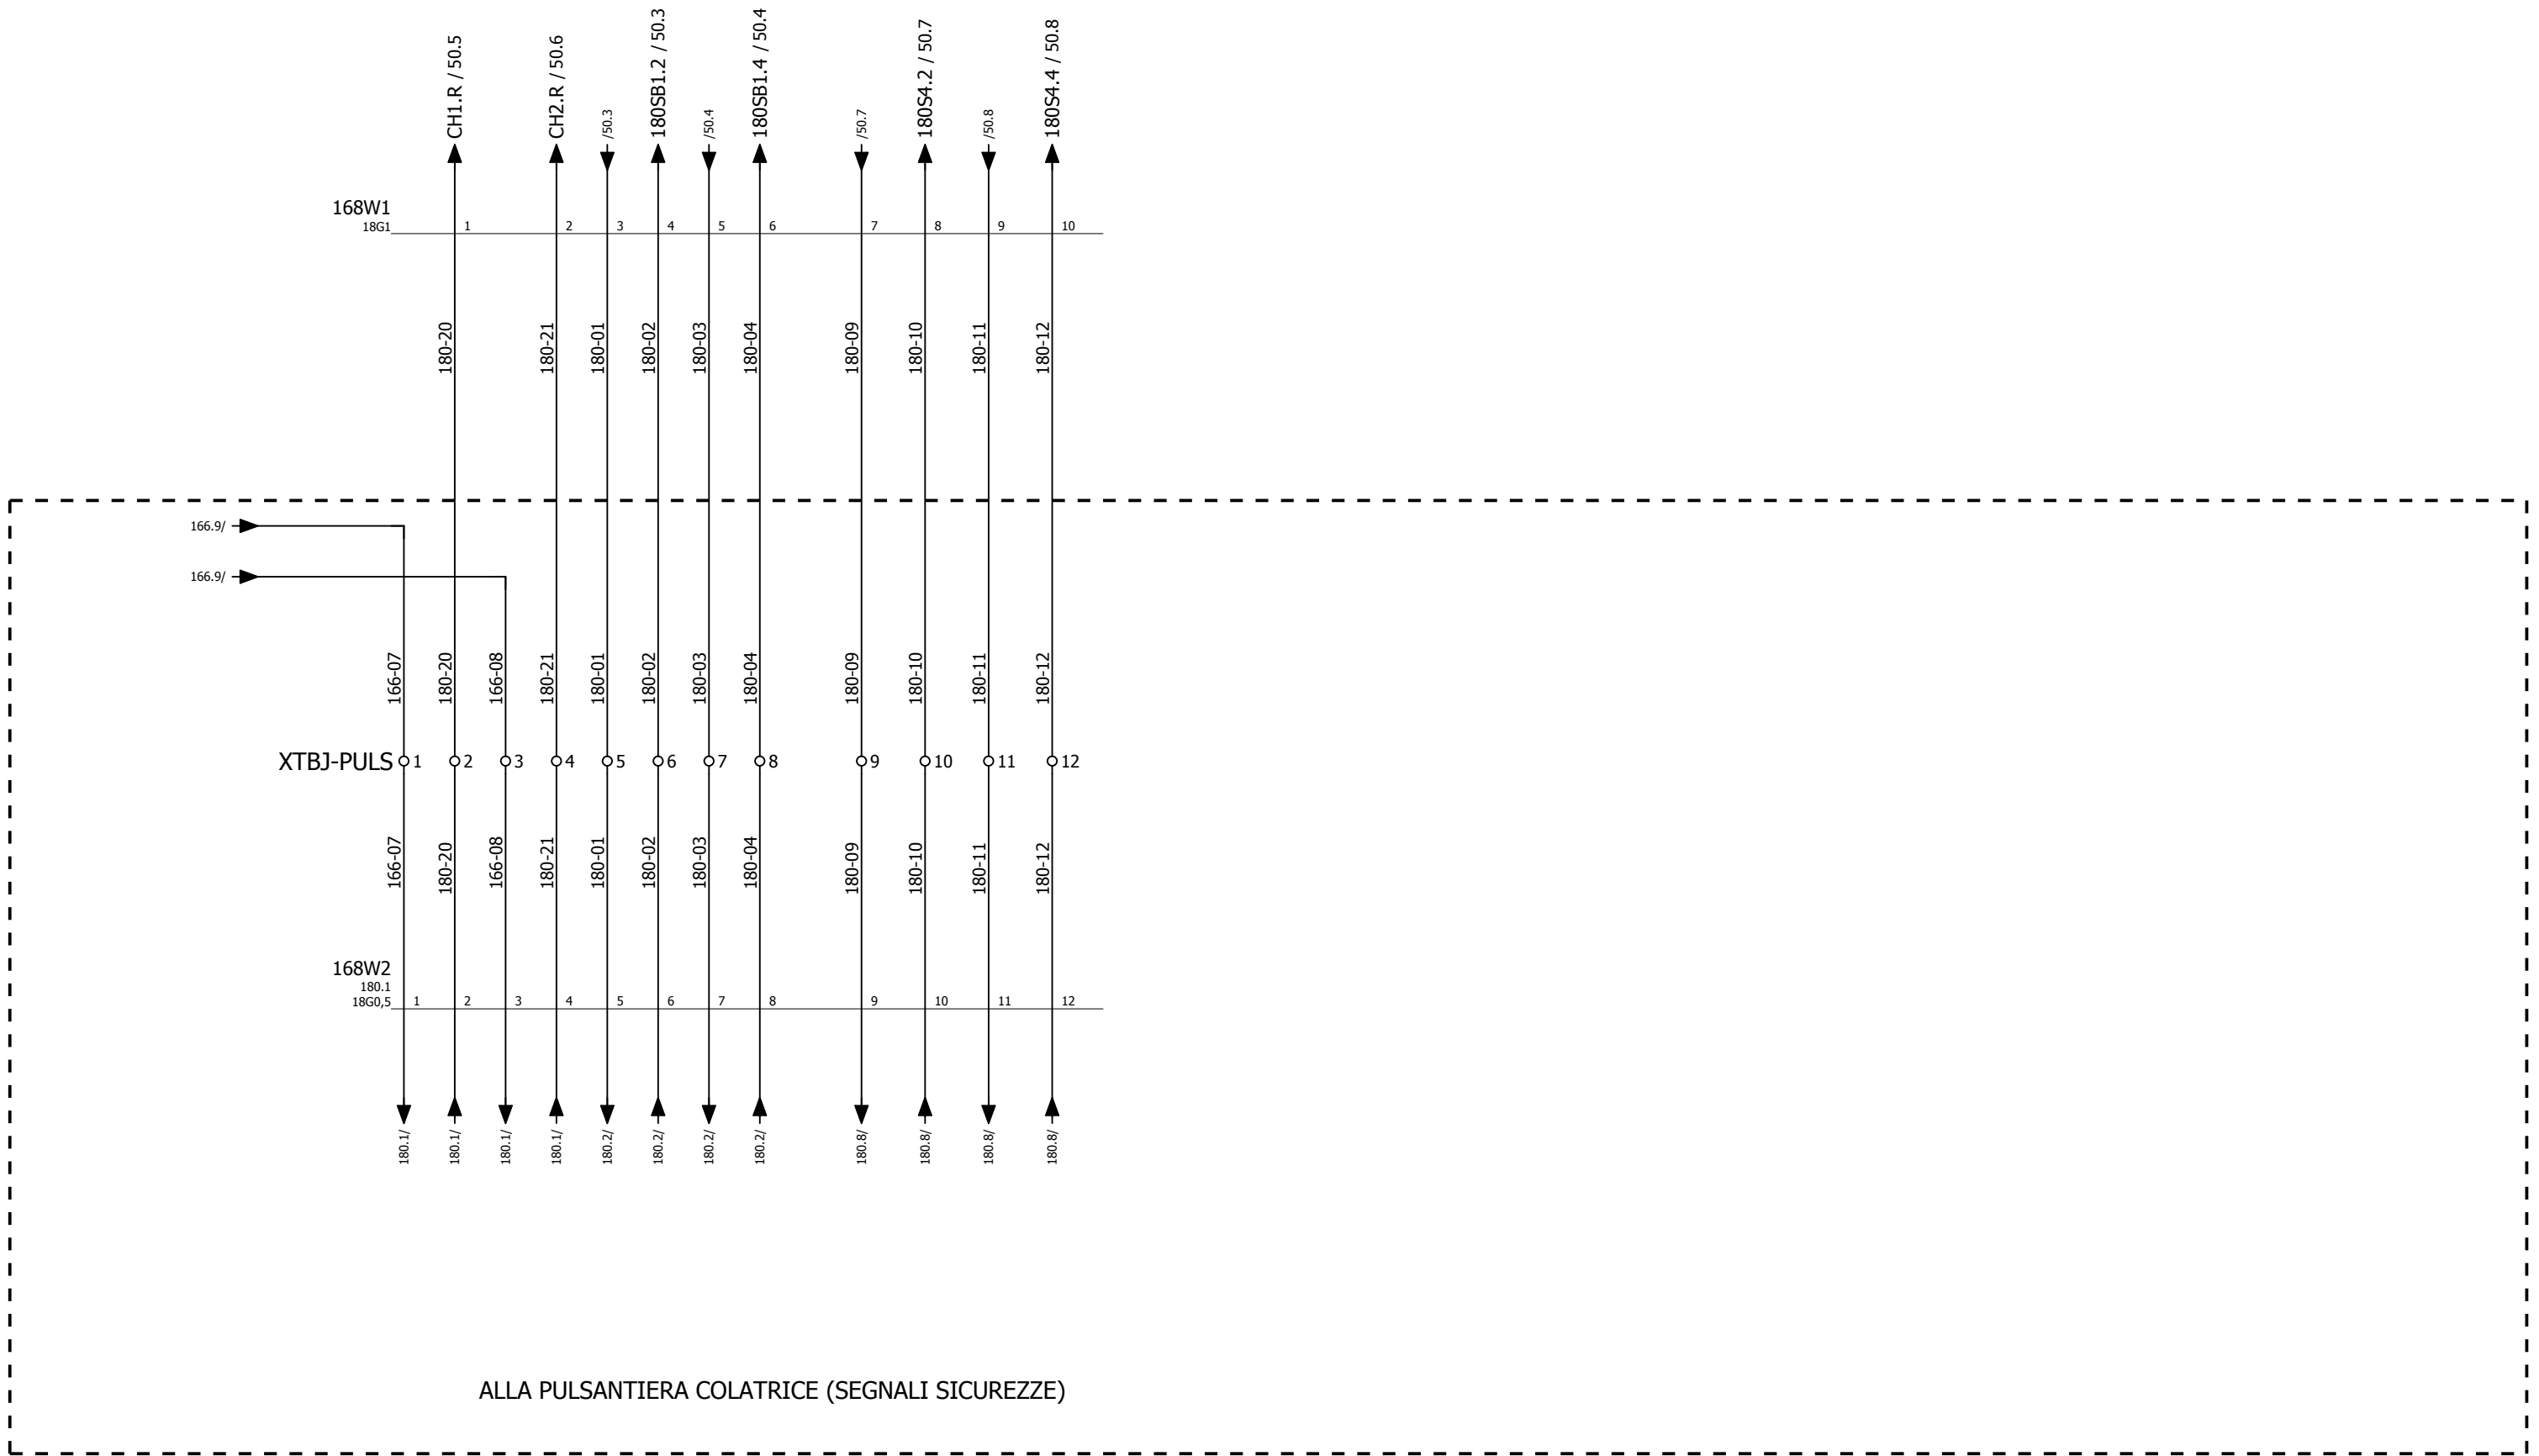 CH1.R / 50.5
CH2.R / 50.6
/50.3
180SB1.2 / 50.3
/50.4
180SB1.4 / 50.4
/50.7
180S4.2 / 50.7
/50.8
180S4.4 / 50.8
168W1
18G1
1 2 3 4 5 6 7 8 9 10
180-20 180-21 180-01 180-02 180-03 180-04 180-09 180-10 180-11 180-12
166.9/
166.9/
166-07 180-20 166-08 180-21 180-01 180-02 180-03 180-04 180-09 180-10 180-11 180-12
XTBJ-PULS 1 2 3 4 5 6 7 8 9 10 11 12
166-07 180-20 166-08 180-21 180-01 180-02 180-03 180-04 180-09 180-10 180-11 180-12
168W2
180.1
18G0,5 1 2 3 4 5 6 7 8 9 10 11 12
180.1/ 180.1/ 180.1/ 180.1/ 180.2/ 180.2/ 180.2/ 180.2/ 180.8/ 180.8/ 180.8/ 180.8/
ALLA PULSANTIERA COLATRICE (SEGNALI SICUREZZE)